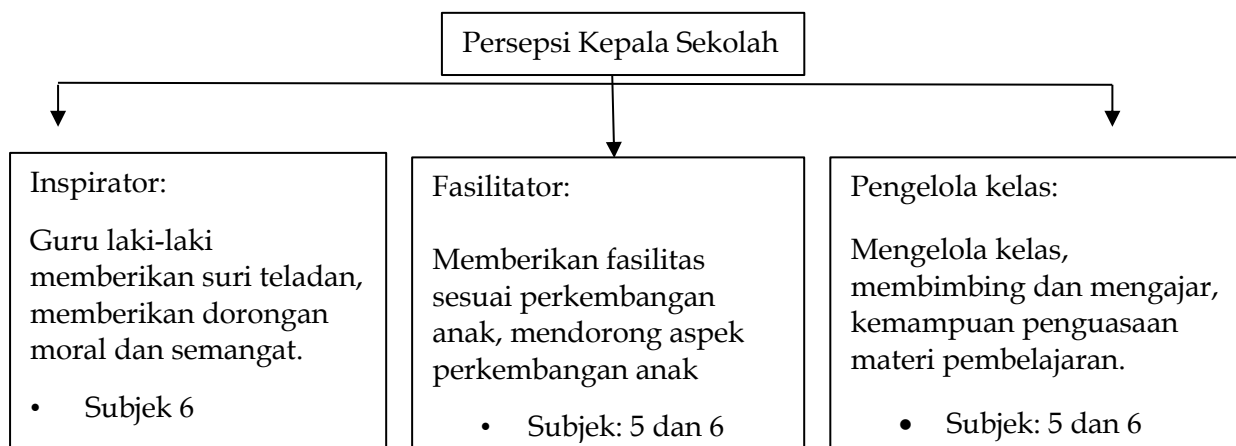 Persepsi Kepala Sekolah
Inspirator:
Guru laki-laki
memberikan suri teladan,
memberikan dorongan
moral dan semangat.
• Subjek 6
Fasilitator:
Memberikan fasilitas
sesuai perkembangan
anak, mendorong aspek
perkembangan anak
• Subjek: 5 dan 6
Pengelola kelas:
Mengelola kelas,
membimbing dan mengajar,
kemampuan penguasaan
materi pembelajaran.
• Subjek: 5 dan 6